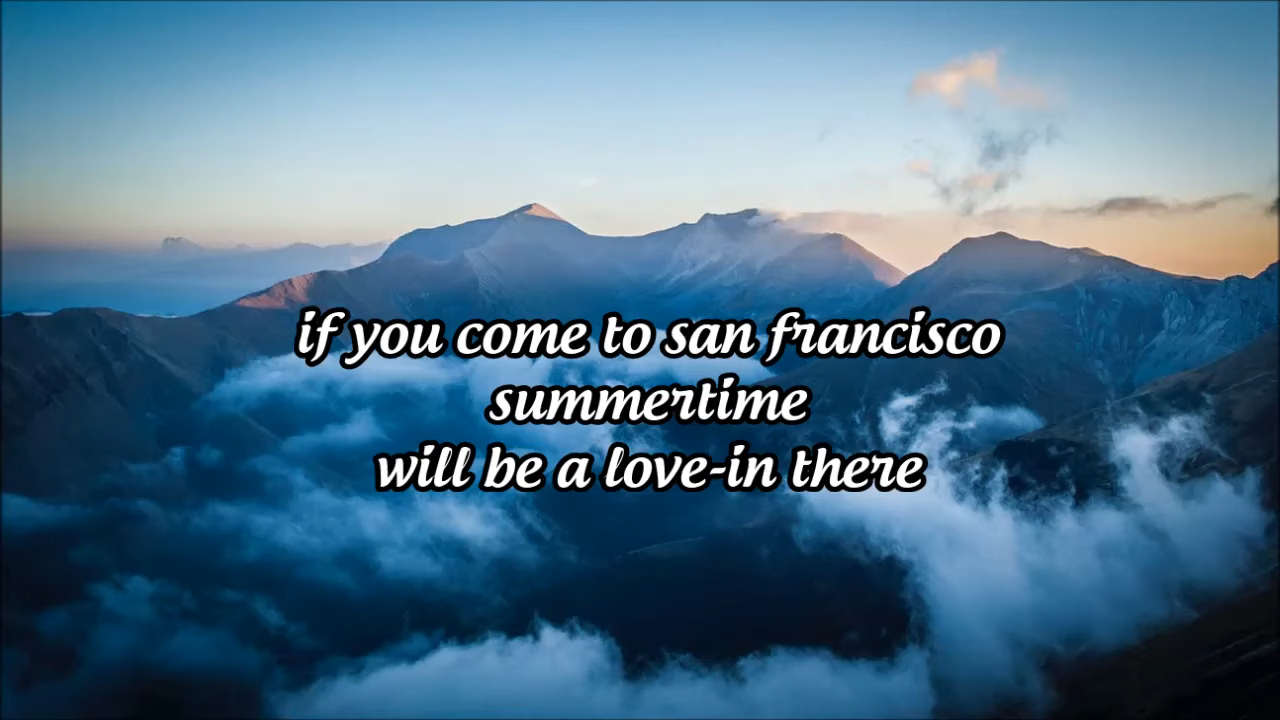 if you come to san francisco
summertime
will be a love-in there